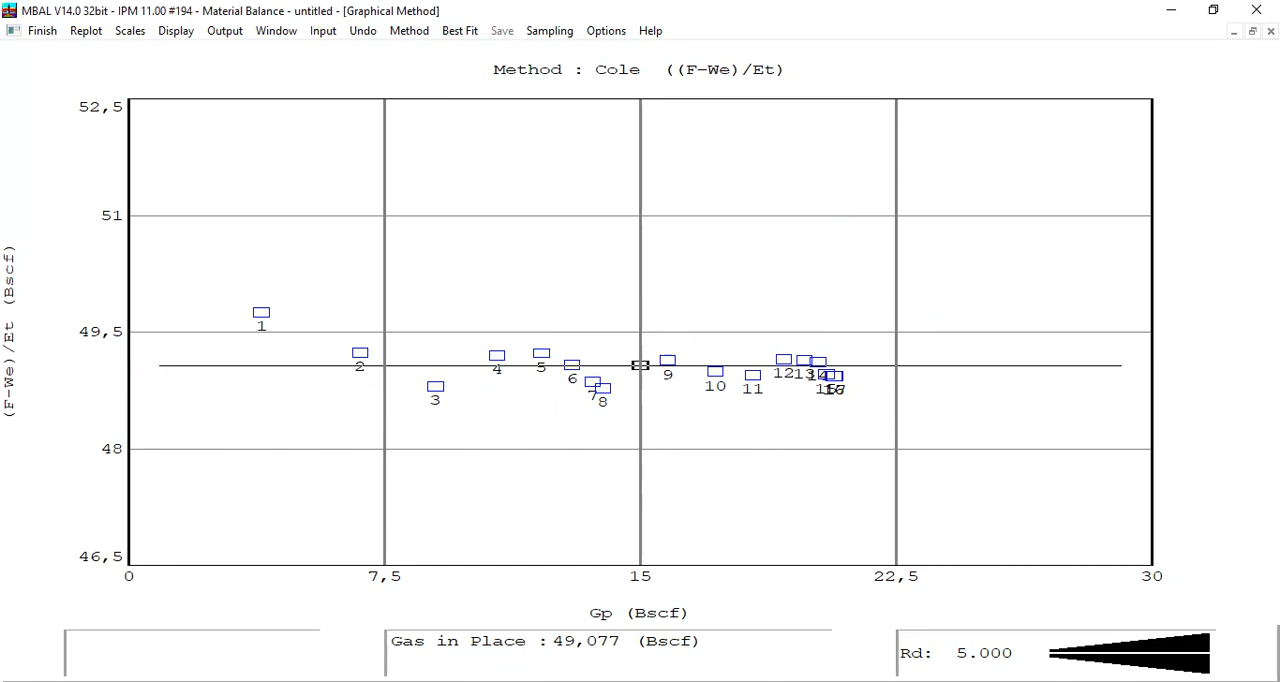 MBAL V14.0 32bit - IPM 11.00 #194 - Material Balance - untitled - [Graphical Method]
Finish Replot Scales Display Output Window Input Undo Method Best Fit Save Sampling Options Help
Method : Cole ((F-We)/Et)
52,5
51
49,5
48
46,5
(F-We)/Et (Bscf)
1
2
3
4
5
6
7
8
9
10
11
12
13
14
0 7,5 15 22,5 30
Gp (Bscf)
Gas in Place : 49,077 (Bscf)
Rd: 5.000